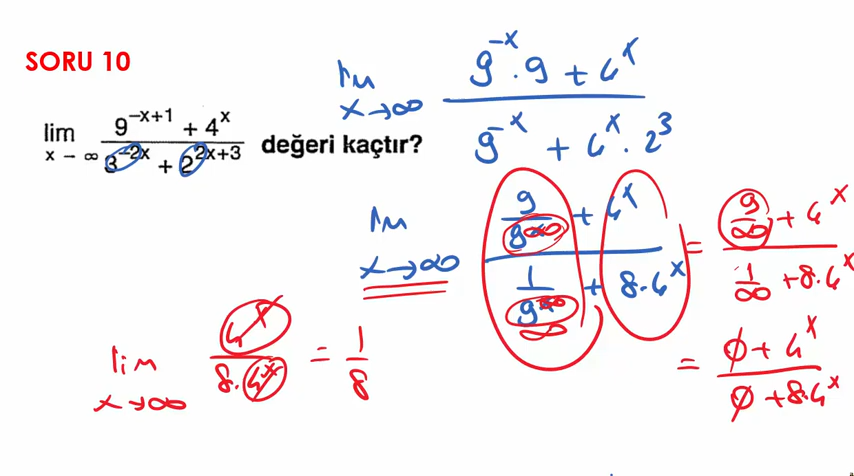 SORU 10
lim x → ∞ (9^{-x+1} + 4^x) / (3^{-2x} + 2^{2x+3}) değeri kaçtır?
lim x→∞ (9^{-x} · 9 + 4^x) / (9^{-x} + 4^x · 2^3)
lim x→∞ (9/9^∞ + 4^x) / (1/9^∞ + 8·4^x) = (9/∞ + 4^x) / (1/∞ + 8·4^x)
∞
= (0 + 4^x) / (0 + 8·4^x)
lim x→∞ 4^x / (8·4^x) = 1/8